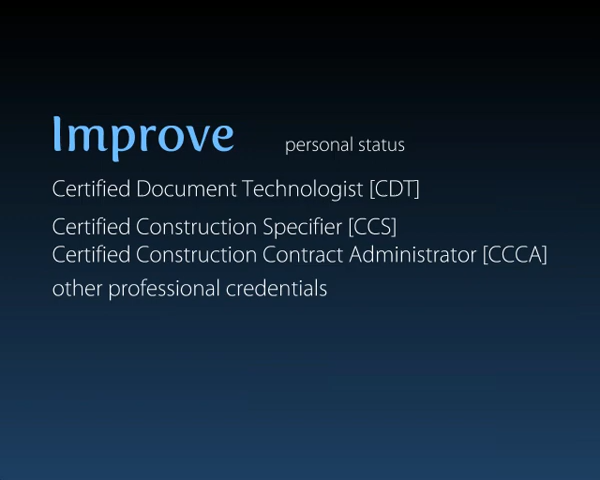 Improve personal status
Certified Document Technologist [CDT]
Certified Construction Specifier [CCS]
Certified Construction Contract Administrator [CCCA]
other professional credentials